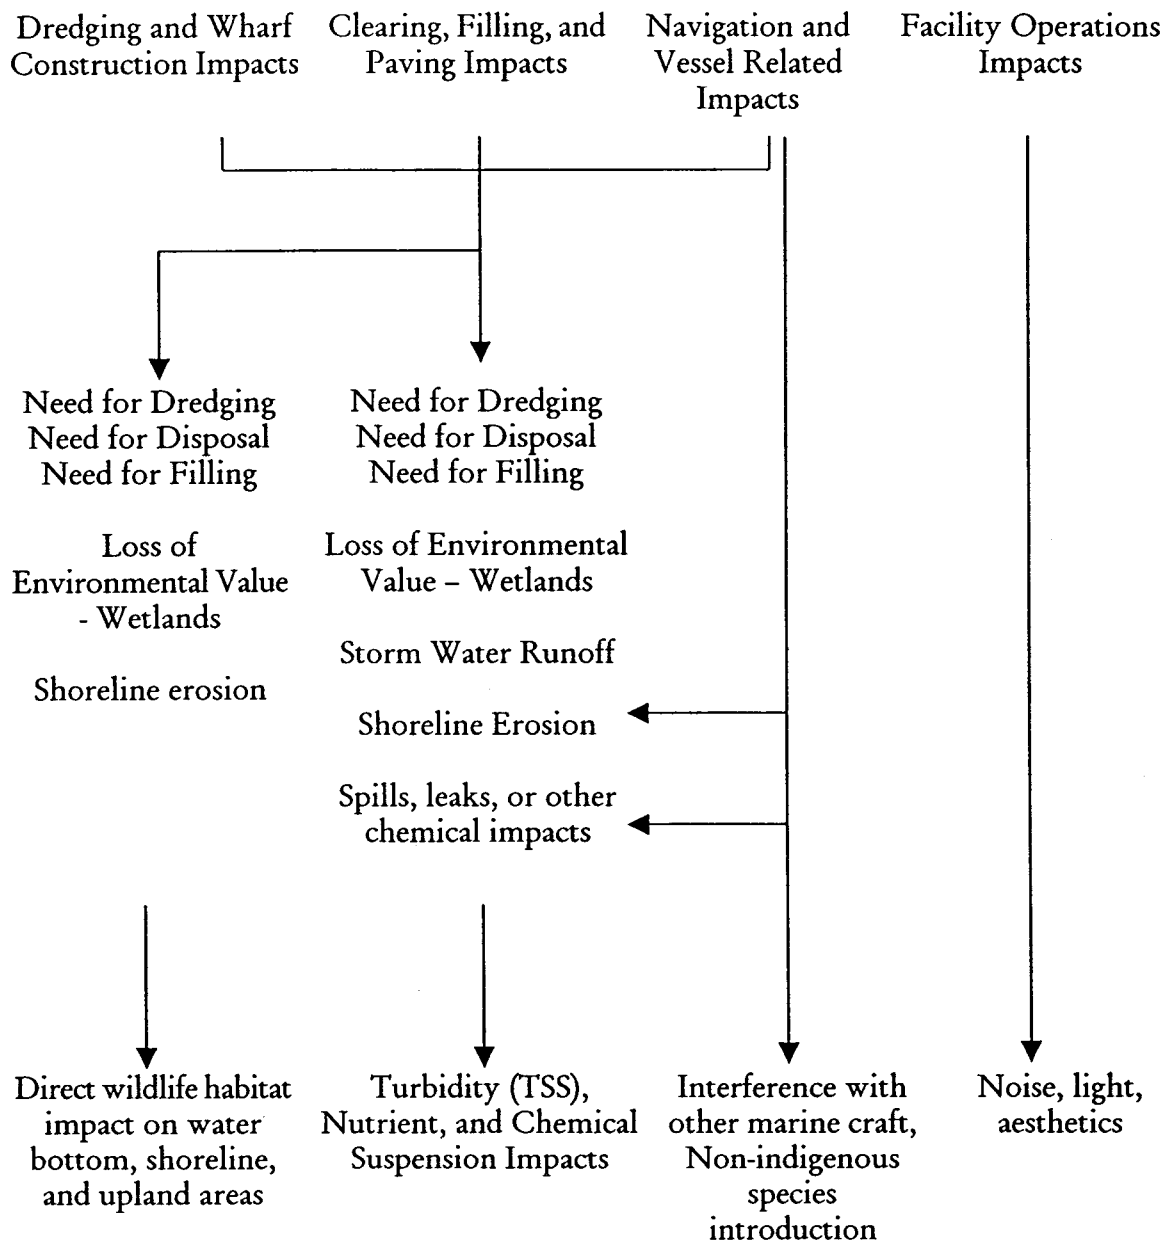 Dredging and Wharf
Construction Impacts
Clearing, Filling, and
Paving Impacts
Navigation and
Vessel Related
Impacts
Facility Operations
Impacts
Need for Dredging
Need for Disposal
Need for Filling
Loss of
Environmental Value
- Wetlands
Shoreline erosion
Need for Dredging
Need for Disposal
Need for Filling
Loss of Environmental
Value – Wetlands
Storm Water Runoff
Shoreline Erosion
Spills, leaks, or other
chemical impacts
Direct wildlife habitat
impact on water
bottom, shoreline,
and upland areas
Turbidity (TSS),
Nutrient, and Chemical
Suspension Impacts
Interference with
other marine craft,
Non-indigenous
species
introduction
Noise, light,
aesthetics